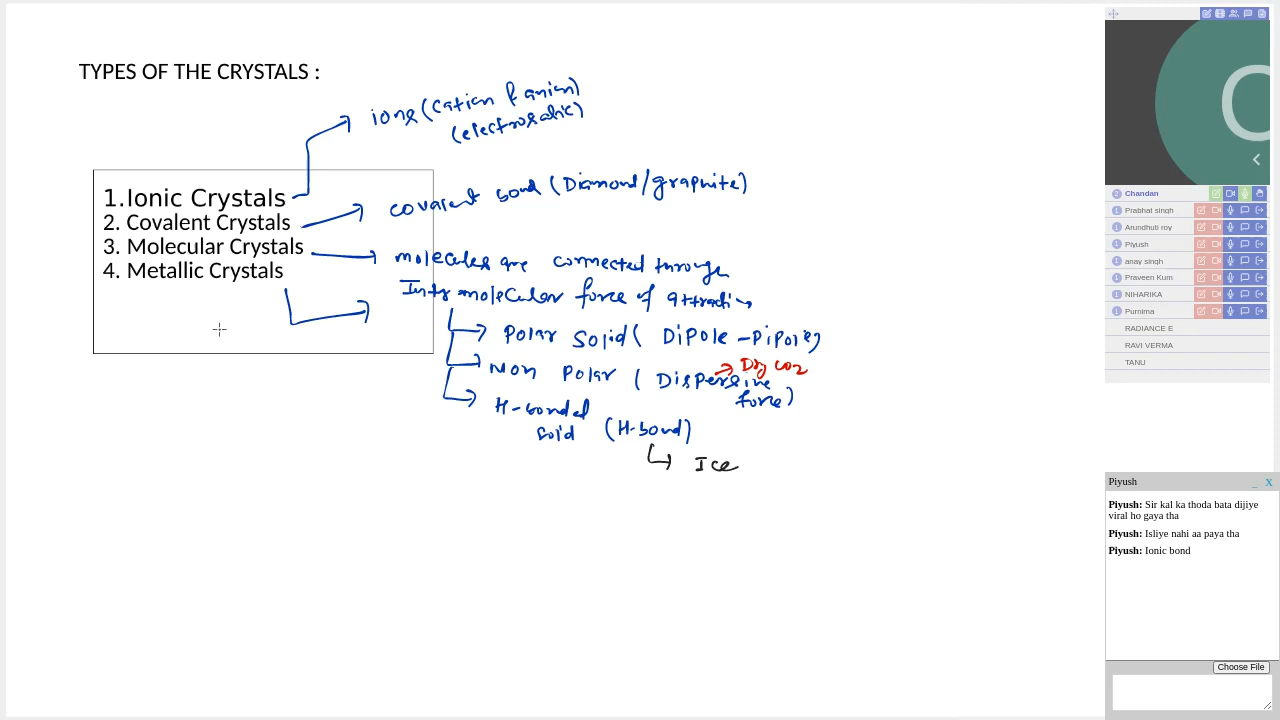 TYPES OF THE CRYSTALS :
ions (cation & anion)
(electrostatic)
1.Ionic Crystals
2. Covalent Crystals
3. Molecular Crystals
4. Metallic Crystals
covalent bond (Diamond/graphite)
molecules are connected through
Intermolecular force of attraction
Polar Solid ( Dipole - Dipole)
Non Polar ( Dispersive
force)
→ Dry CO2
H-bonded
Solid (H-bond)
Ice
C
Chandan
Prabhat singh
Arundhuti roy
Piyush
anay singh
Praveen Kum
NIHARIKA
Purnima
RADIANCE E
RAVI VERMA
TANU
Piyush _ X
Piyush: Sir kal ka thoda bata dijiye
viral ho gaya tha
Piyush: Isliye nahi aa paya tha
Piyush: Ionic bond
Choose File